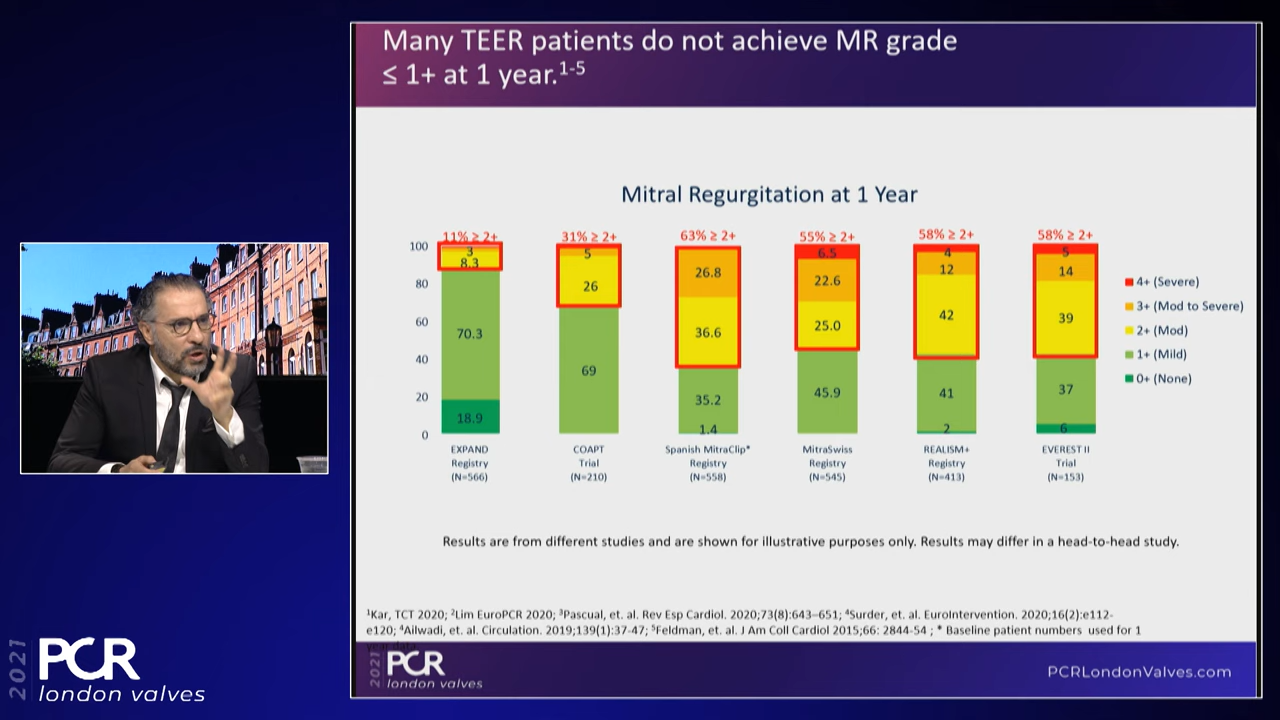 Many TEER patients do not achieve MR grade
≤ 1+ at 1 year.1-5
Mitral Regurgitation at 1 Year
11% ≥ 2+
31% ≥ 2+
63% ≥ 2+
55% ≥ 2+
58% ≥ 2+
58% ≥ 2+
100
80
60
40
20
0
3
8.3
70.3
18.9
5
26
69
26.8
36.6
35.2
1.4
6.5
22.6
25.0
45.9
4
12
42
41
2
5
14
39
37
6
4+ (Severe)
3+ (Mod to Severe)
2+ (Mod)
1+ (Mild)
0+ (None)
EXPAND
Registry
(N=566)
COAPT
Trial
(N=210)
Spanish MitraClip*
Registry
(N=558)
MitraSwiss
Registry
(N=545)
REALISM+
Registry
(N=413)
EVEREST II
Trial
(N=153)
Results are from different studies and are shown for illustrative purposes only. Results may differ in a head-to-head study.
1Kar, TCT 2020; 2Lim EuroPCR 2020; 3Pascual, et. al. Rev Esp Cardiol. 2020;73(8):643–651; 4Surder, et. al. EuroIntervention. 2020;16(2):e112-
e120; 4Ailwadi, et. al. Circulation. 2019;139(1):37-47; 5Feldman, et. al. J Am Coll Cardiol 2015;66: 2844-54 ; * Baseline patient numbers used for 1
2021 PCR
london valves
PCRLondonValves.com
2021 PCR
london valves